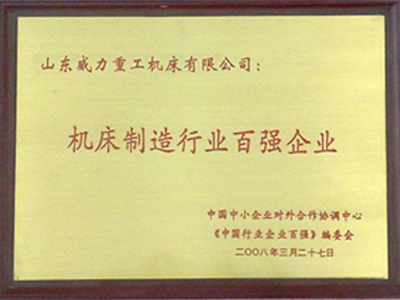 山东威力重工机床有限公司：
机床制造行业百强企业
中国中小企业对外合作协调中心
《中国行业企业百强》编委会
二〇〇八年三月二十七日